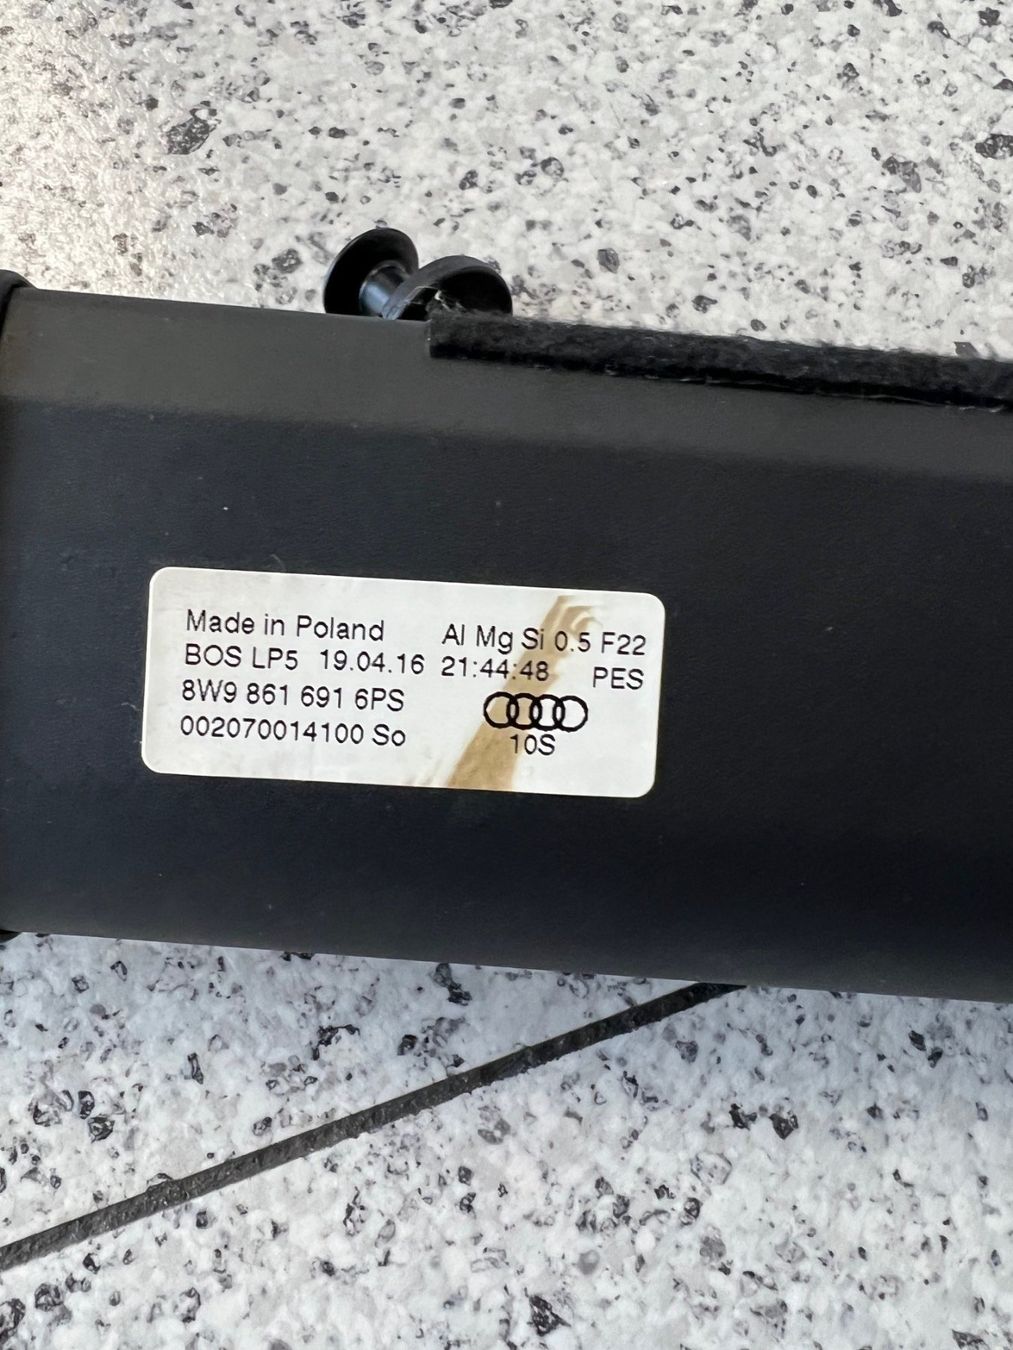 Made in Poland Al Mg Si 0.5 F22
BOS LP5 19.04.16 21:44:48 PES
8W9 861 691 6PS
002070014100 So 10S